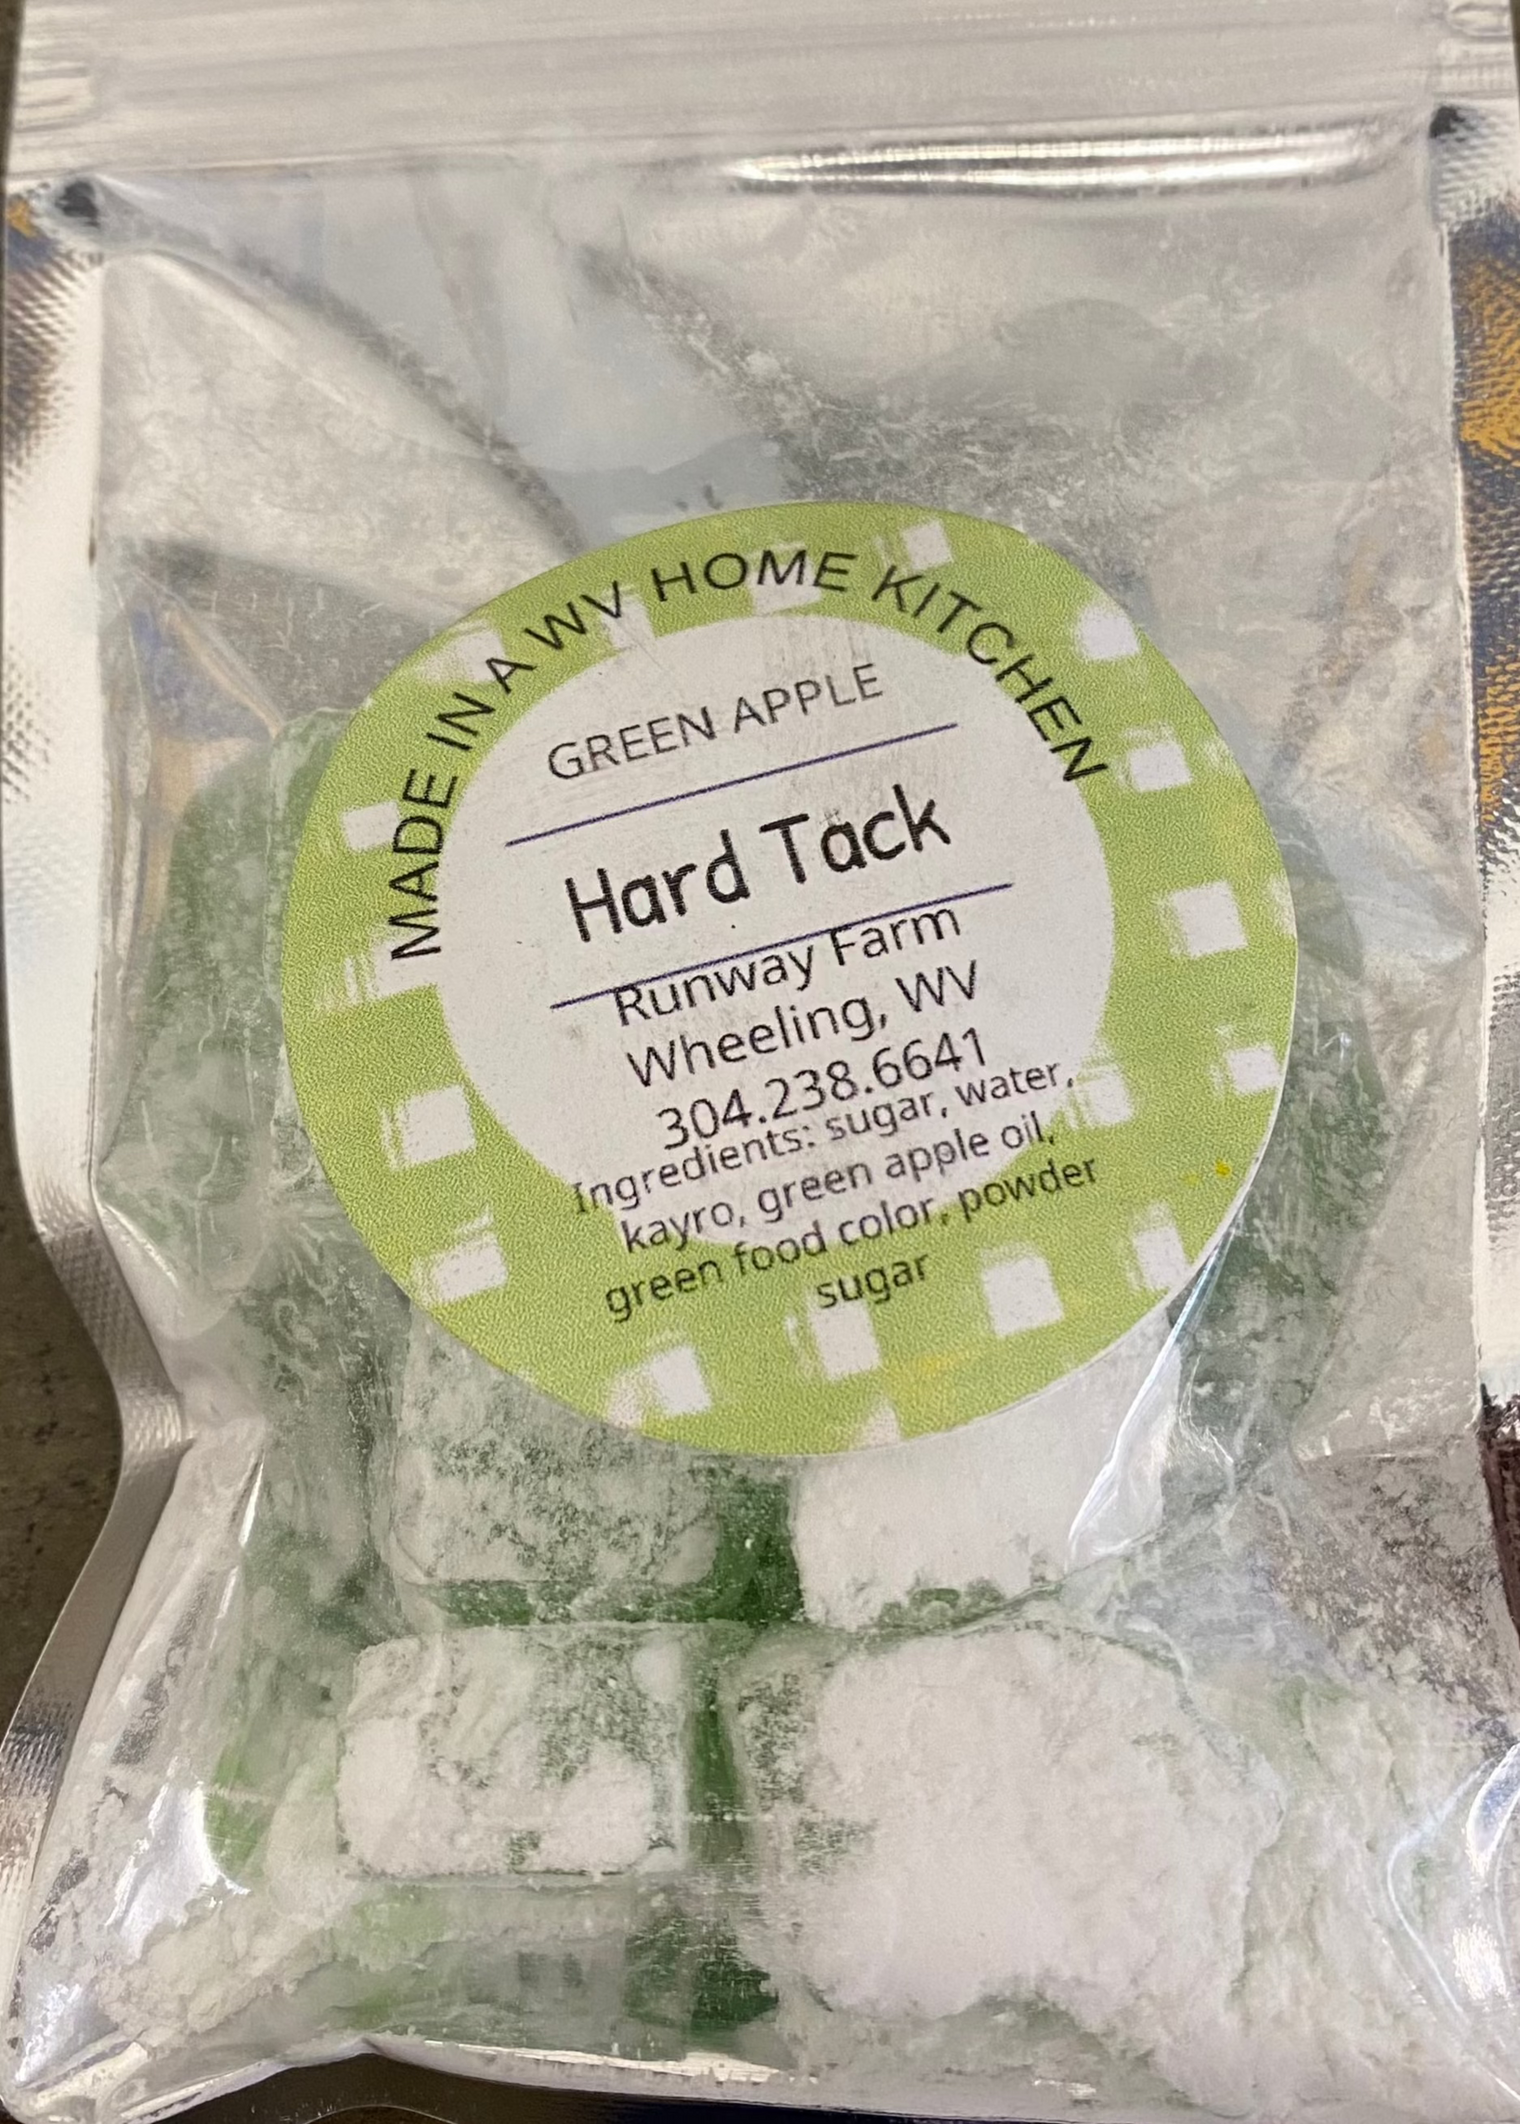 MADE IN A WV HOME KITCHEN
GREEN APPLE
Hard Tack
Runway Farm
Wheeling, WV
304.238.6641
Ingredients: sugar, water,
kayro, green apple oil,
green food color, powder
sugar